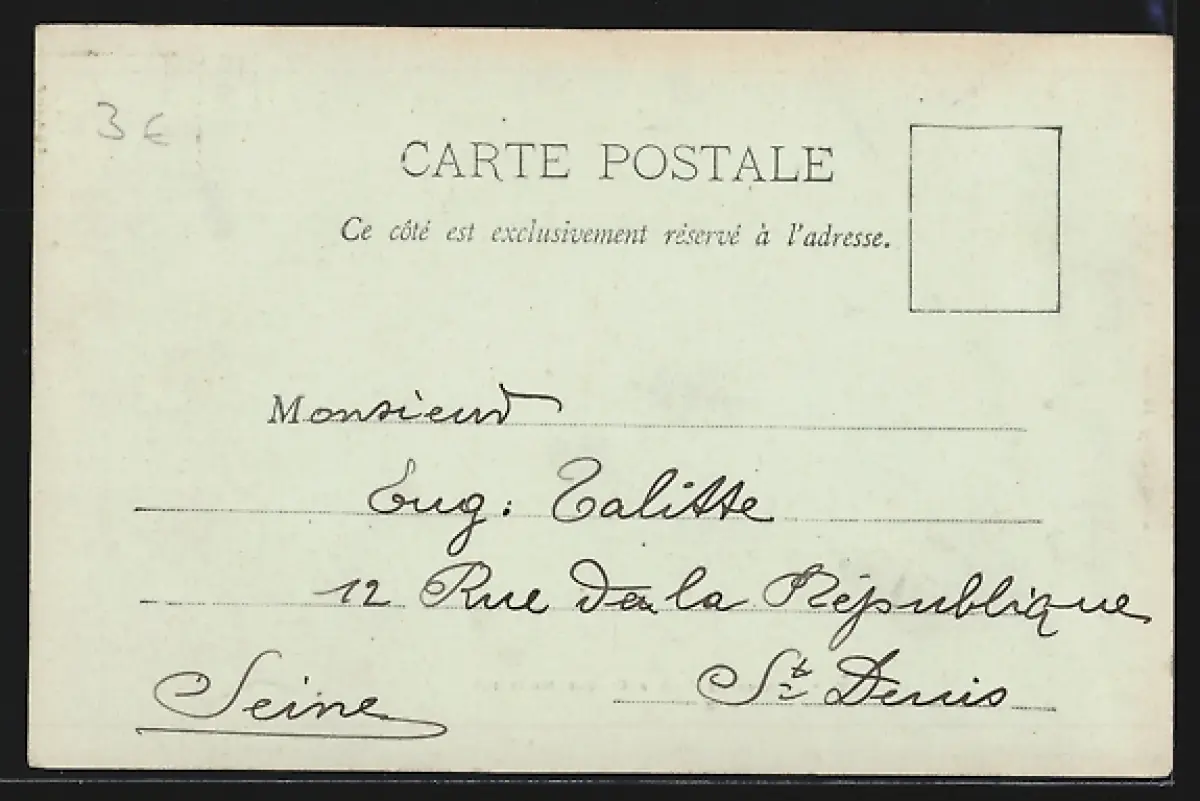 3 €
CARTE POSTALE
Ce côté est exclusivement réservé à l'adresse.
Monsieur
Eug: Talitte
12 Rue de la République
St Denis
Seine